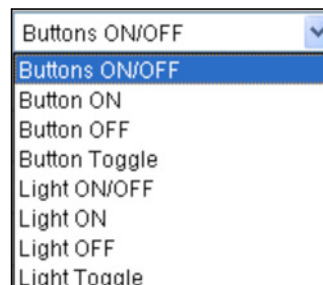 Buttons ON/OFF
Buttons ON/OFF
Button ON
Button OFF
Button Toggle
Light ON/OFF
Light ON
Light OFF
Light Toggle